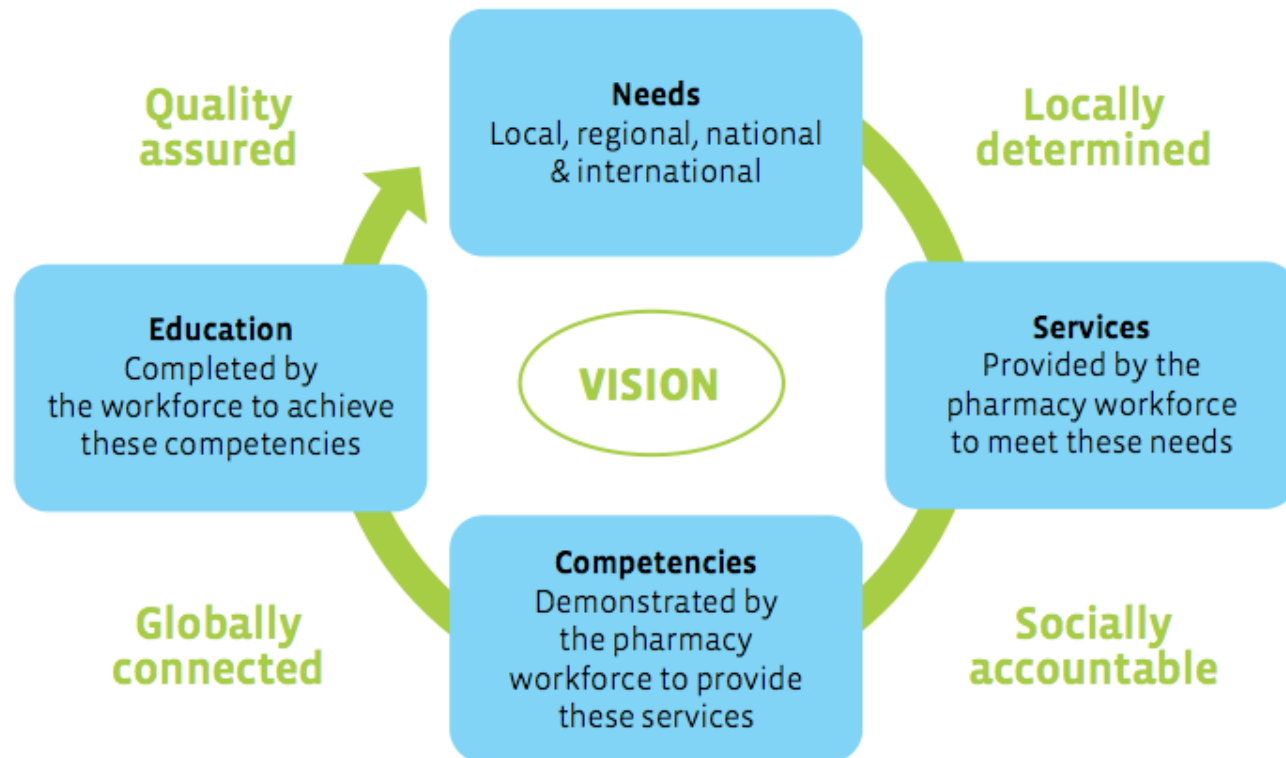 Quality
assured
Needs
Local, regional, national
& international
Locally
determined
Education
Completed by
the workforce to achieve
these competencies
VISION
Services
Provided by the
pharmacy workforce
to meet these needs
Globally
connected
Competencies
Demonstrated by
the pharmacy
workforce to provide
these services
Socially
accountable